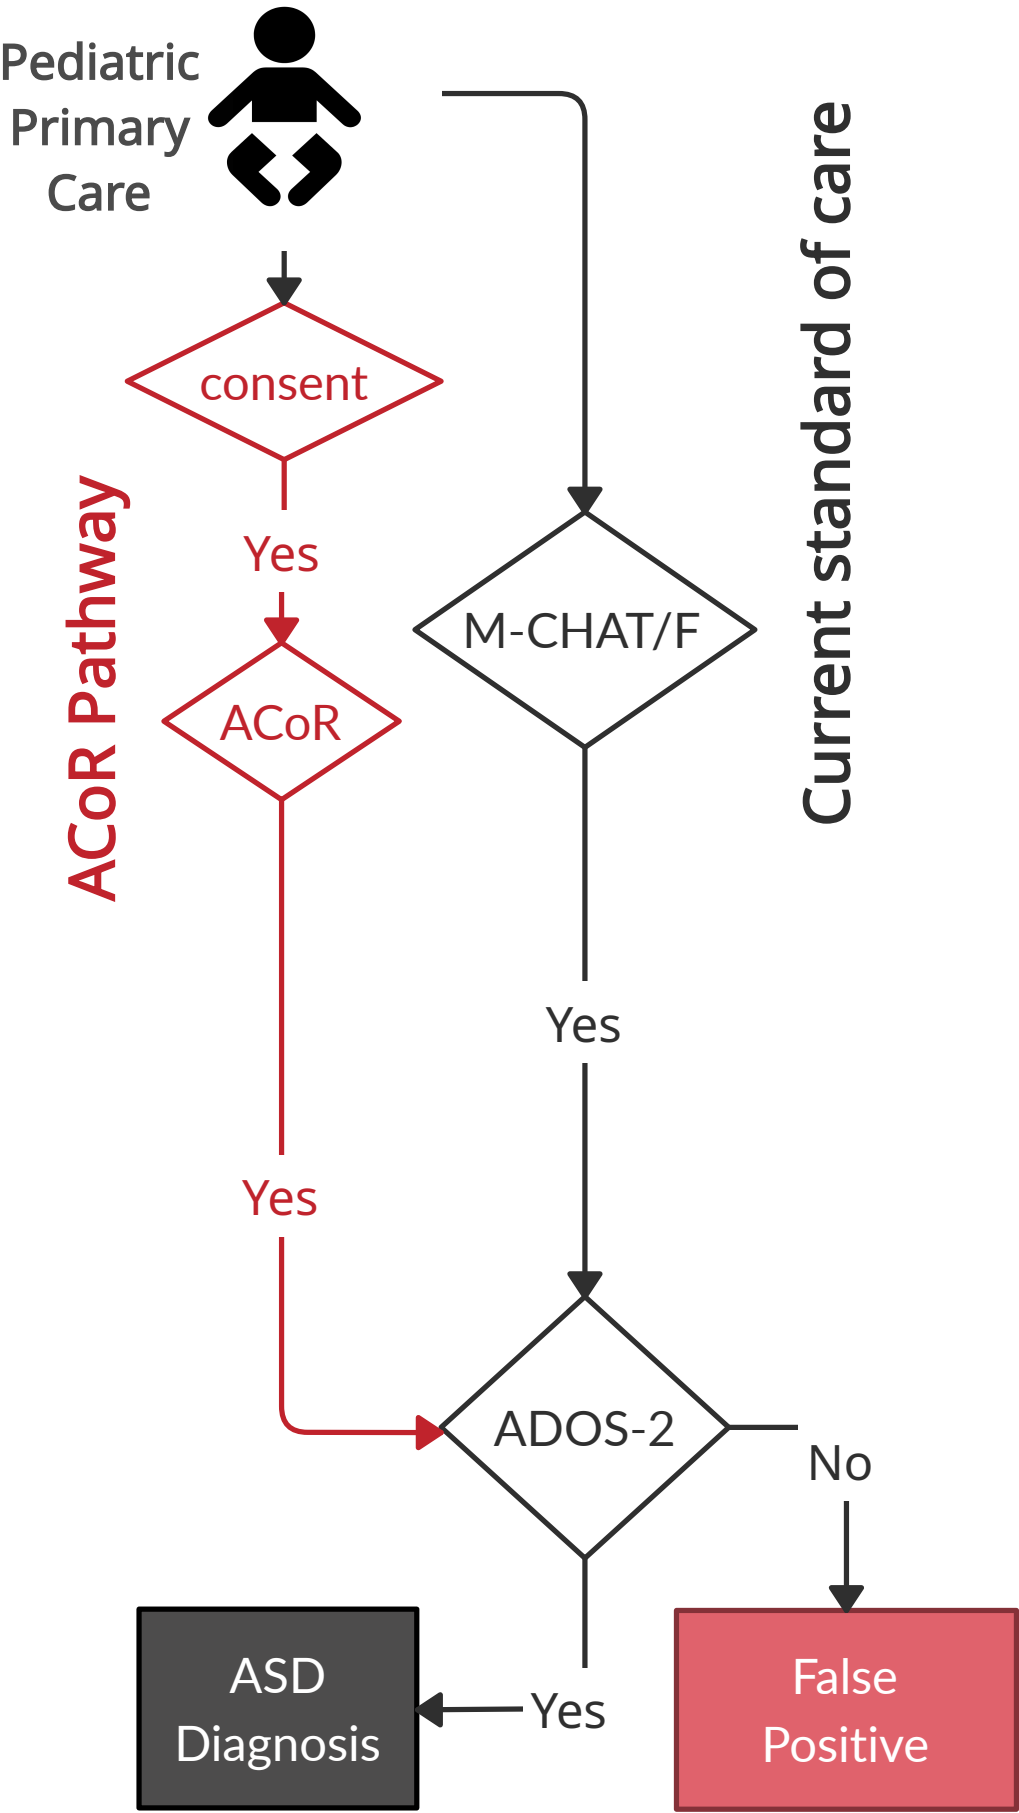 Pediatric
Primary
Care
consent
Yes
ACoR
ACoR Pathway
M-CHAT/F
Current standard of care
Yes
Yes
ADOS-2
No
Yes
ASD
Diagnosis
False
Positive